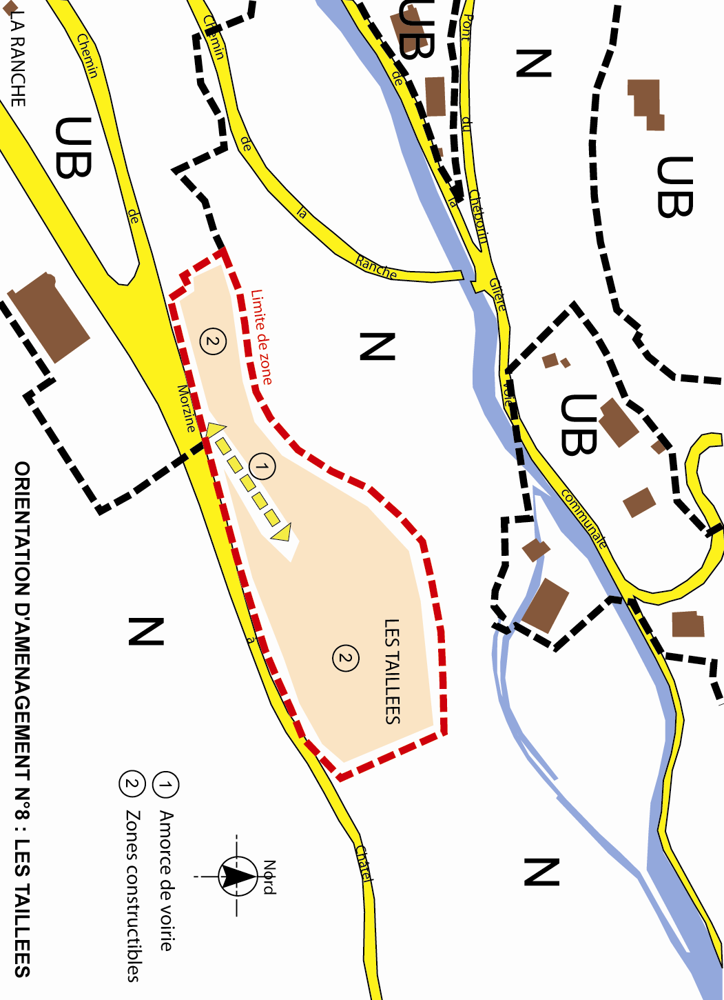 UB
N
UB
Pont du Chéborin
de la Glière
Voie communale
UB
N
Chemin de la Ranche
Chemin de Morzine à Châtel
LA RANCHE
UB
Limite de zone
2
1
2
LES TAILLEES
N
N
Nord
1 Amorce de voirie
2 Zones constructibles
ORIENTATION D'AMENAGEMENT N°8 : LES TAILLEES